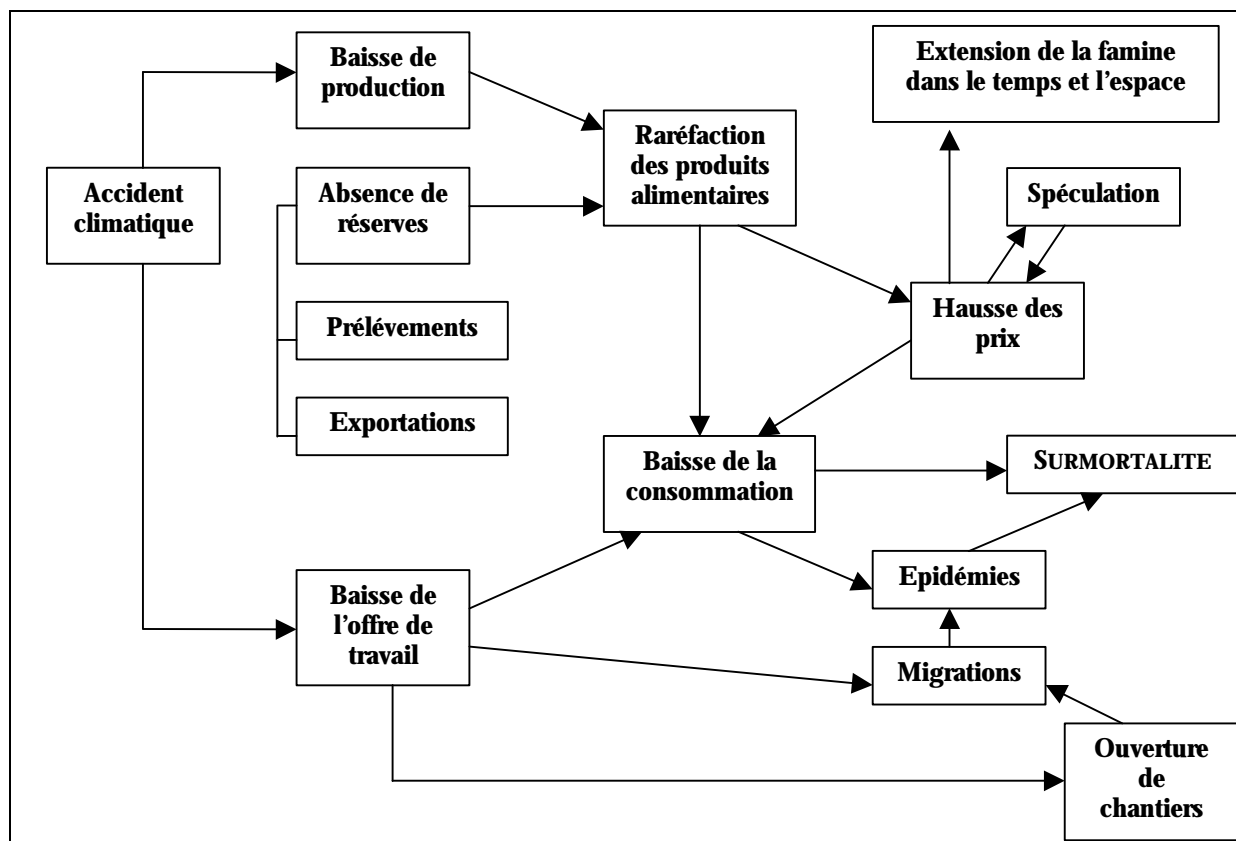 Baisse de
production
Extension de la famine
dans le temps et l'espace
Raréfaction
des produits
alimentaires
Accident
climatique
Absence de
réserves
Spéculation
Prélévements
Hausse des
prix
Exportations
Baisse de la
consommation
SURMORTALITE
Epidémies
Baisse de
l'offre de
travail
Migrations
Ouverture
de
chantiers